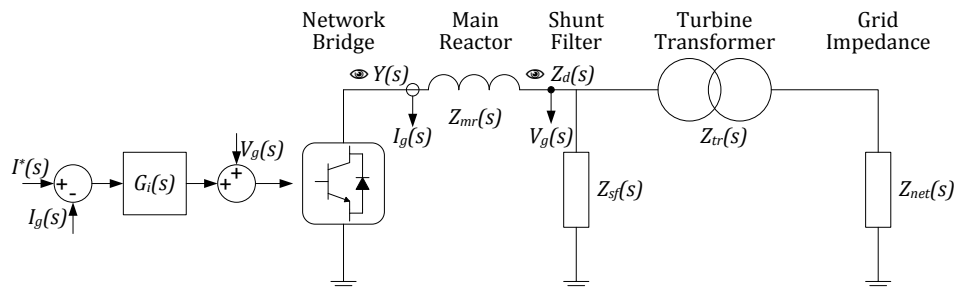 Network Bridge
Main Reactor
Shunt Filter
Turbine Transformer
Grid Impedance
Y(s)
Z_d(s)
I_g(s)
Z_mr(s)
V_g(s)
Z_tr(s)
V_g(s)
I*(s)
+
-
G_i(s)
+
+
I_g(s)
Z_sf(s)
Z_net(s)